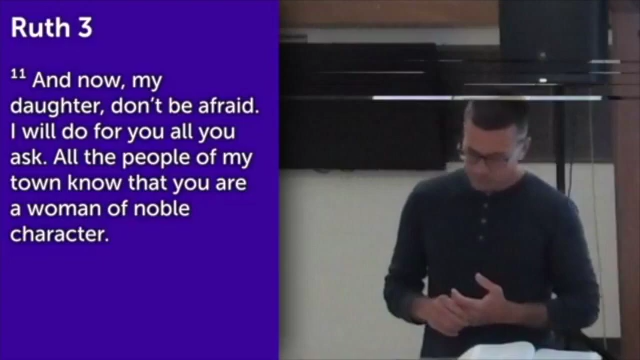 Ruth 3
11 And now, my
daughter, don't be afraid.
I will do for you all you
ask. All the people of my
town know that you are
a woman of noble
character.